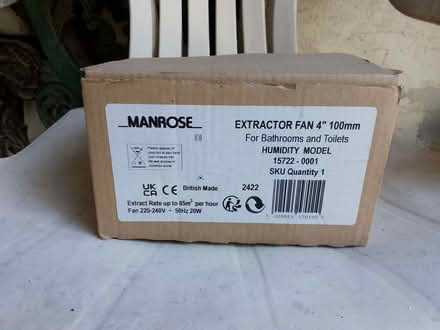 MANROSE
EXTRACTOR FAN 4" 100mm
For Bathrooms and Toilets
HUMIDITY MODEL
15722 - 0001
SKU Quantity 1
UK
CA
CE
British Made
2422
Extract Rate up to 85m³ per hour
Fan 220-240V ~ 50Hz 20W